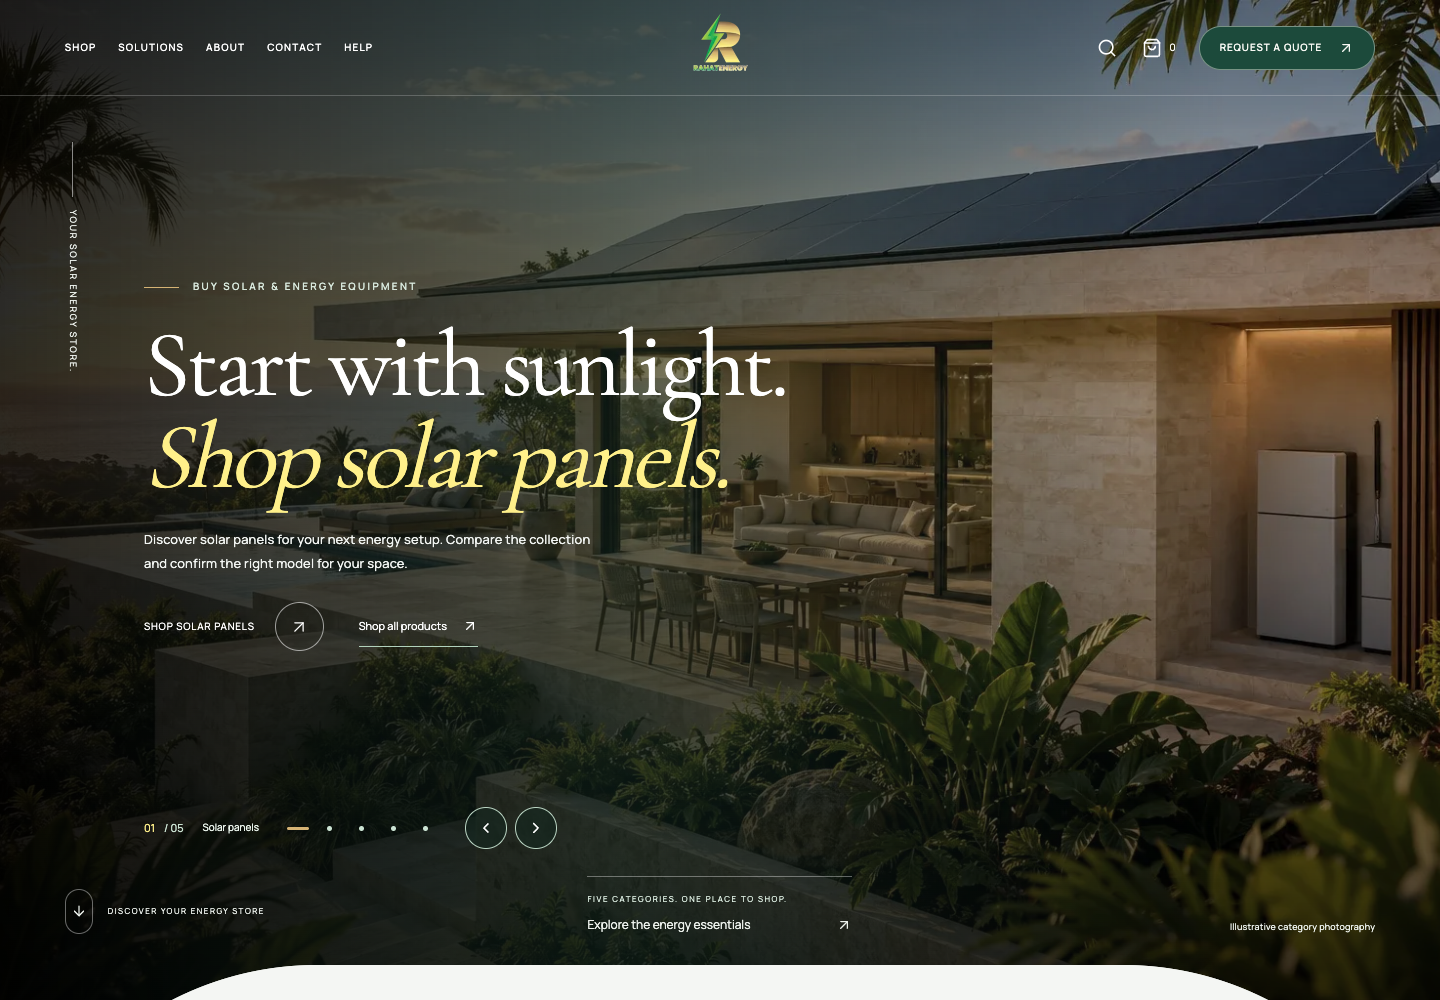 SHOP SOLUTIONS ABOUT CONTACT HELP
RAHATENERGY
0
REQUEST A QUOTE
YOUR SOLAR ENERGY STORE.
BUY SOLAR & ENERGY EQUIPMENT
Start with sunlight.
Shop solar panels.
Discover solar panels for your next energy setup. Compare the collection
and confirm the right model for your space.
SHOP SOLAR PANELS
Shop all products
01 / 05 Solar panels
FIVE CATEGORIES. ONE PLACE TO SHOP.
DISCOVER YOUR ENERGY STORE
Explore the energy essentials
Illustrative category photography